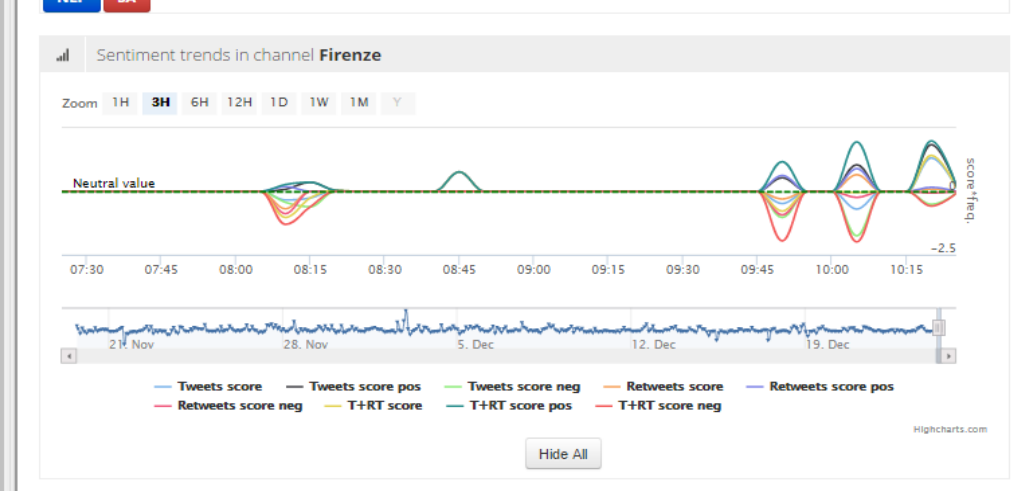 NLP SA
Sentiment trends in channel Firenze
Zoom 1H 3H 6H 12H 1D 1W 1M Y
Neutral value
0
score*freq.
-2.5
07:30 07:45 08:00 08:15 08:30 08:45 09:00 09:15 09:30 09:45 10:00 10:15
21. Nov 28. Nov 5. Dec 12. Dec 19. Dec
Tweets score Tweets score pos Tweets score neg Retweets score Retweets score pos
Retweets score neg T+RT score T+RT score pos T+RT score neg
Highcharts.com
Hide All